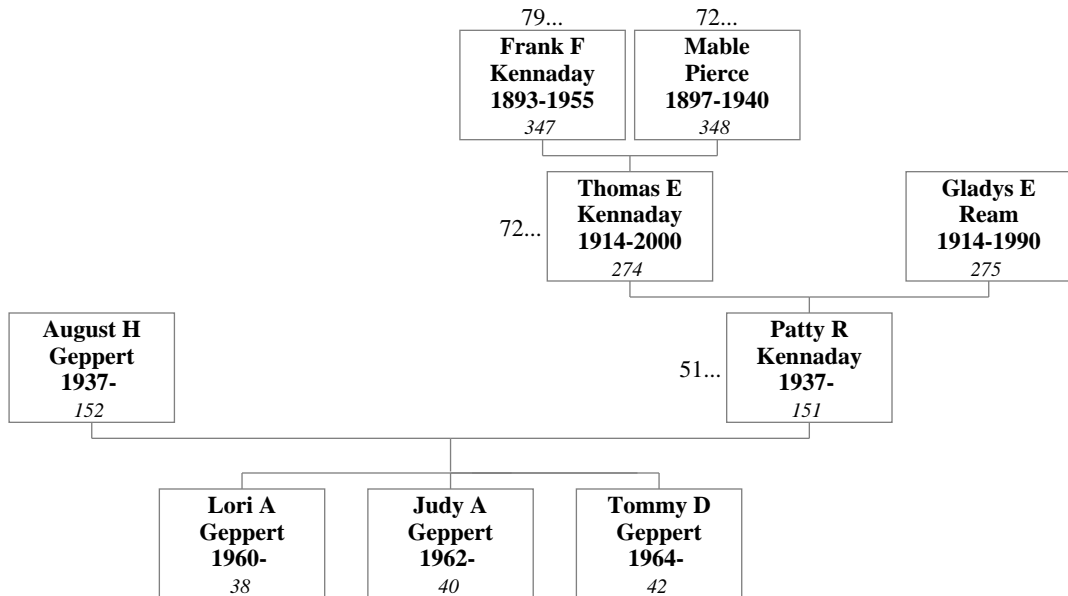 79...
72...
Frank F
Kennaday
1893-1955
347
Mable
Pierce
1897-1940
348
72...
Thomas E
Kennaday
1914-2000
274
Gladys E
Ream
1914-1990
275
August H
Geppert
1937-
152
51...
Patty R
Kennaday
1937-
151
Lori A
Geppert
1960-
38
Judy A
Geppert
1962-
40
Tommy D
Geppert
1964-
42